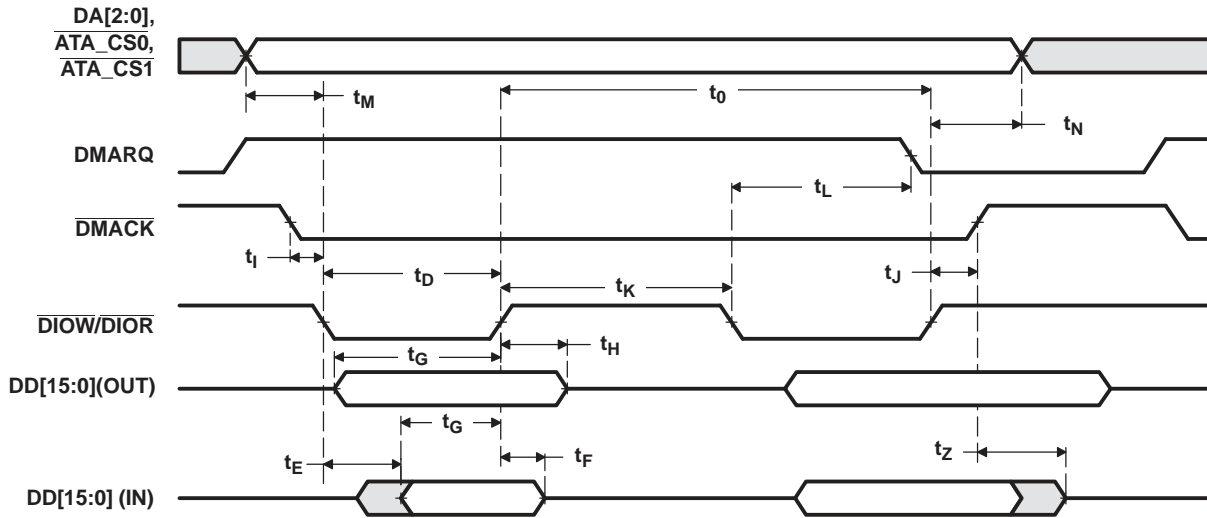 DA[2:0],
ATA_CS0,
ATA_CS1
tM
t0
tN
DMARQ
tL
DMACK
tI
tD
tK
tJ
DIOW/DIOR
tG
tH
DD[15:0](OUT)
tG
tE
tF
tZ
DD[15:0] (IN)